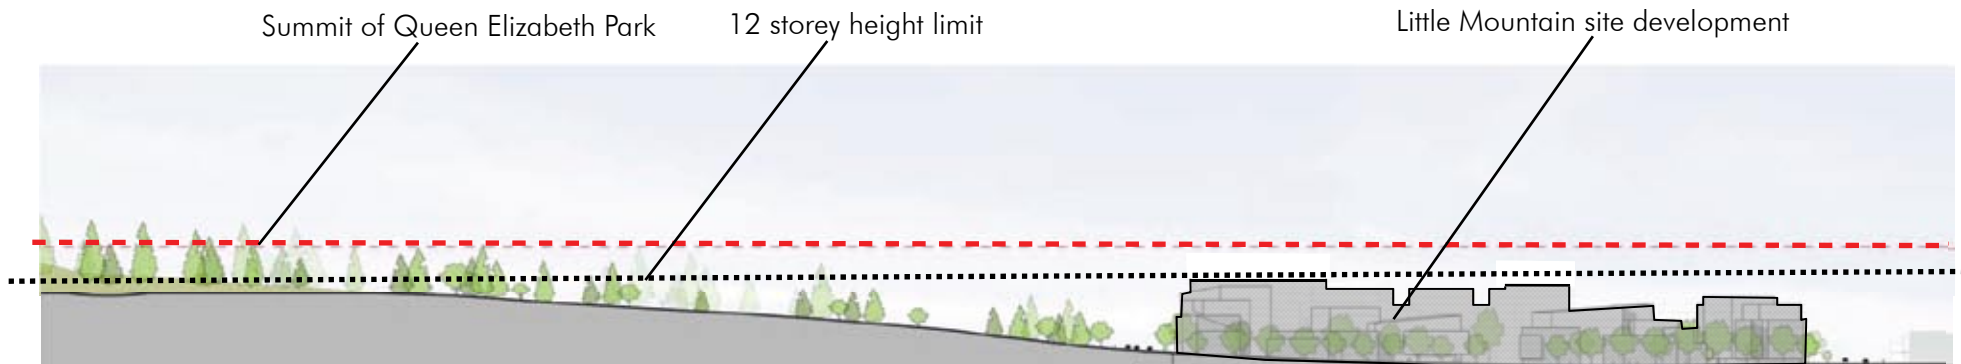 Summit of Queen Elizabeth Park
12 storey height limit
Little Mountain site development